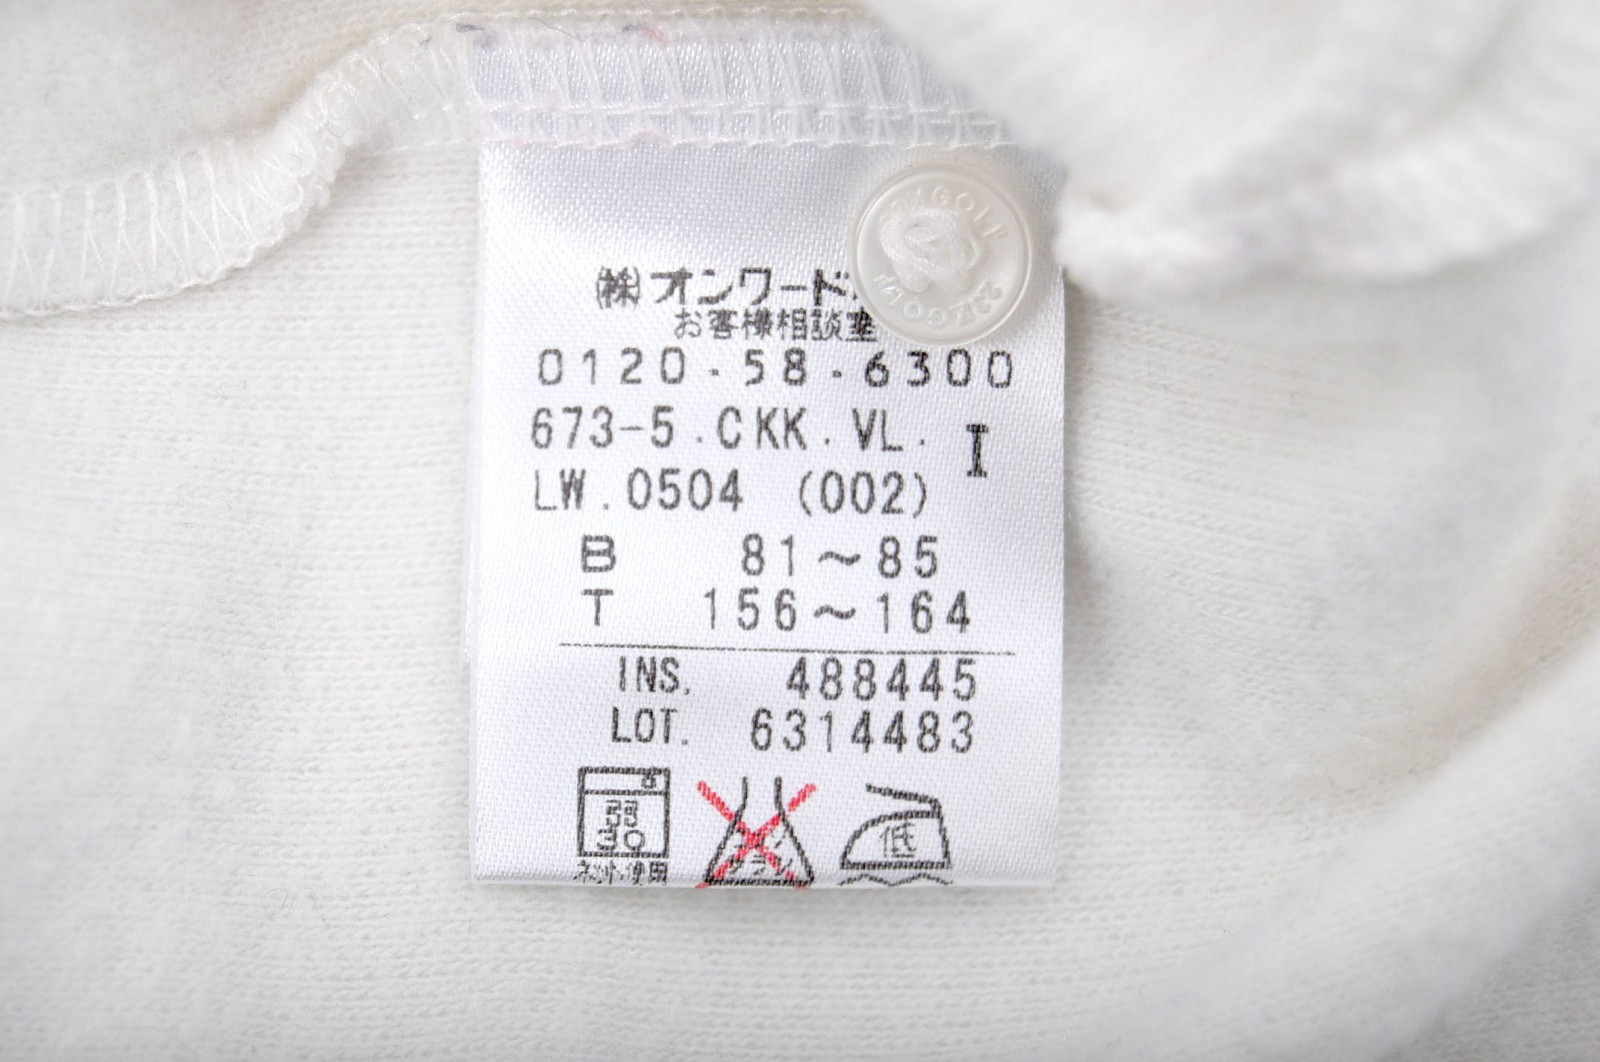 (株)オンワード
お客様相談室
0120・58・6300
673-5.CKK.VL.
I
LW.0504 (002)
B 81~85
T 156~164
INS. 488445
LOT. 6314483
弱
30
ネット使用
低
23ZGOLF